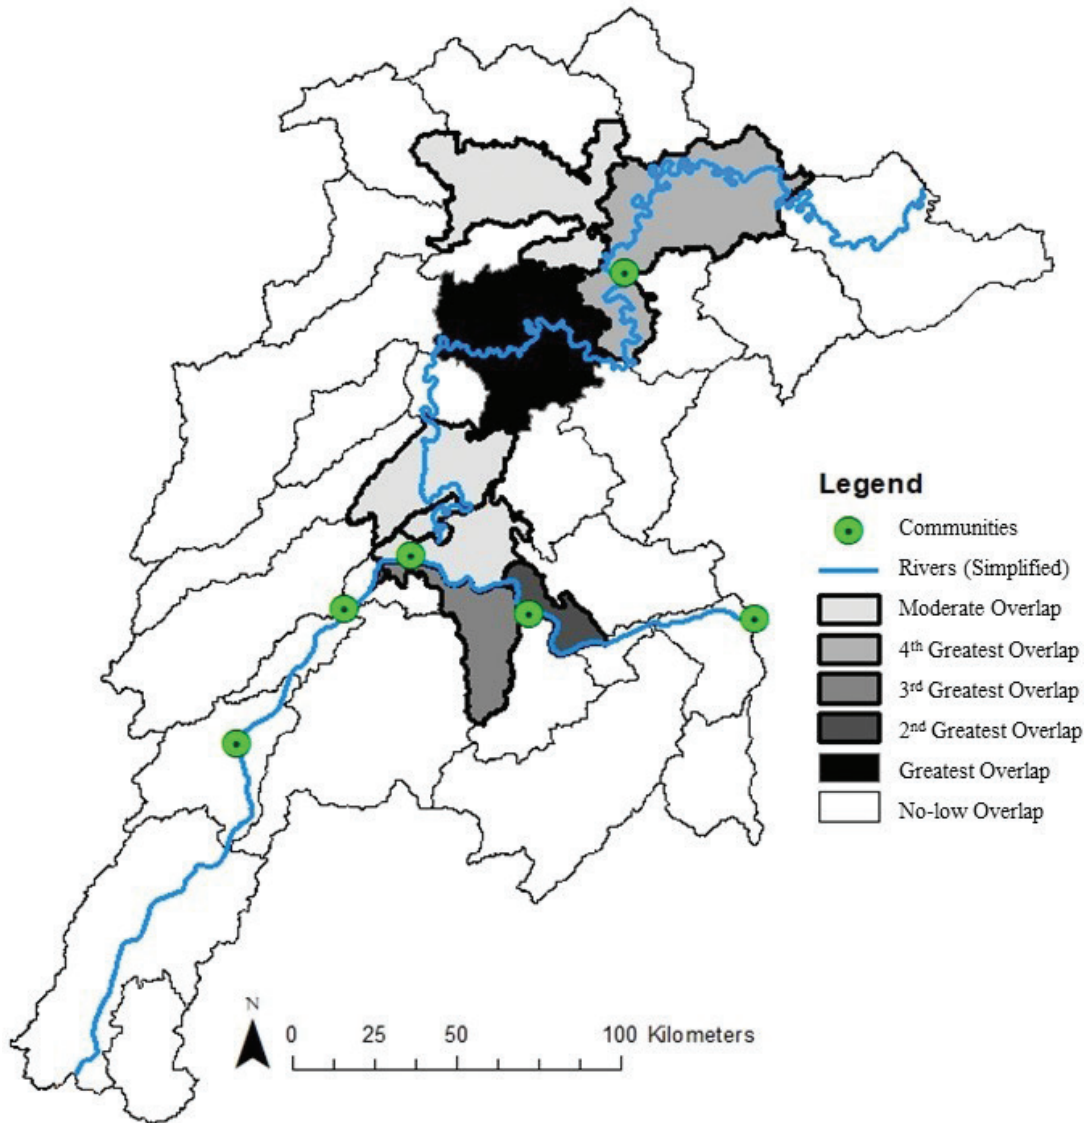 Legend
Communities
Rivers (Simplified)
Moderate Overlap
4th Greatest Overlap
3rd Greatest Overlap
2nd Greatest Overlap
Greatest Overlap
No-low Overlap
N
0 25 50 100 Kilometers